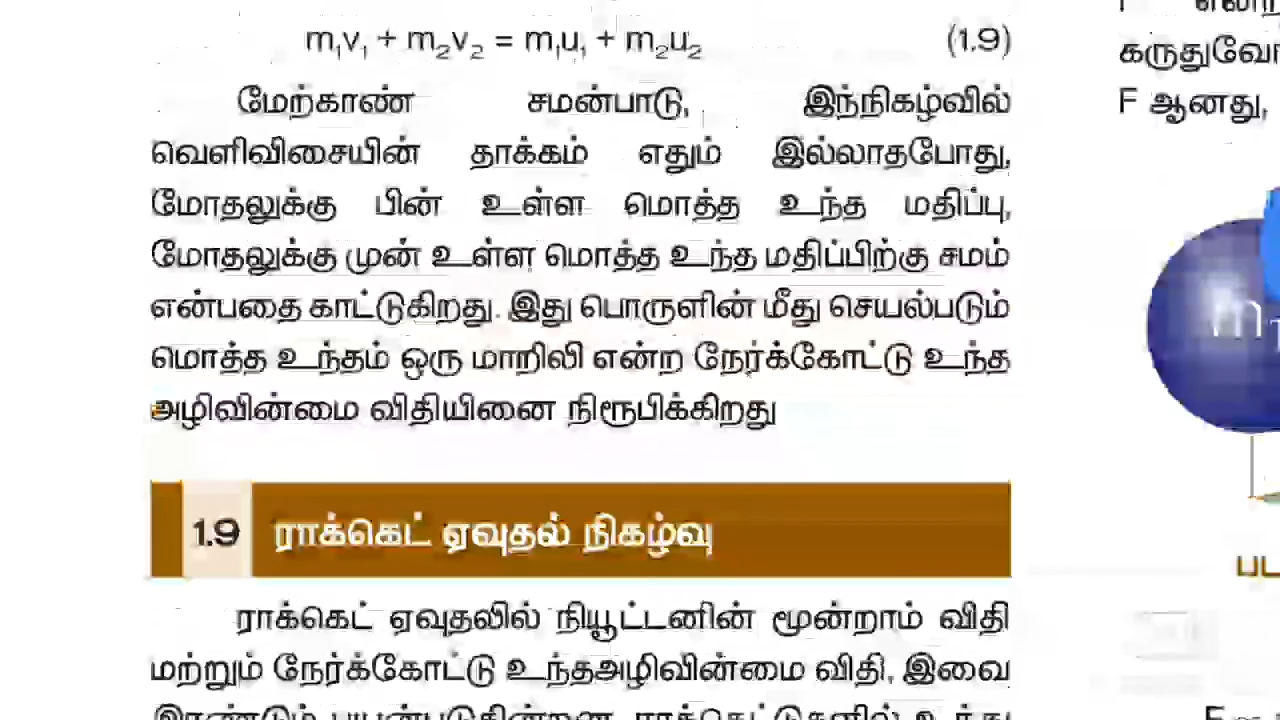 m₁v₁ + m₂v₂ = m₁u₁ + m₂u₂ (1.9)
மேற்காண் சமன்பாடு, இந்நிகழ்வில்
வெளிவிசையின் தாக்கம் எதும் இல்லாதபோது,
மோதலுக்கு பின் உள்ள மொத்த உந்த மதிப்பு,
மோதலுக்கு முன் உள்ள மொத்த உந்த மதிப்பிற்கு சமம்
என்பதை காட்டுகிறது. இது பொருளின் மீது செயல்படும்
மொத்த உந்தம் ஒரு மாறிலி என்ற நேர்க்கோட்டு உந்த
அழிவின்மை விதியினை நிரூபிக்கிறது
1.9 ராக்கெட் ஏவுதல் நிகழ்வு
ராக்கெட் ஏவுதலில் நியூட்டனின் மூன்றாம் விதி
மற்றும் நேர்க்கோட்டு உந்தஅழிவின்மை விதி, இவை
F ஆனது,